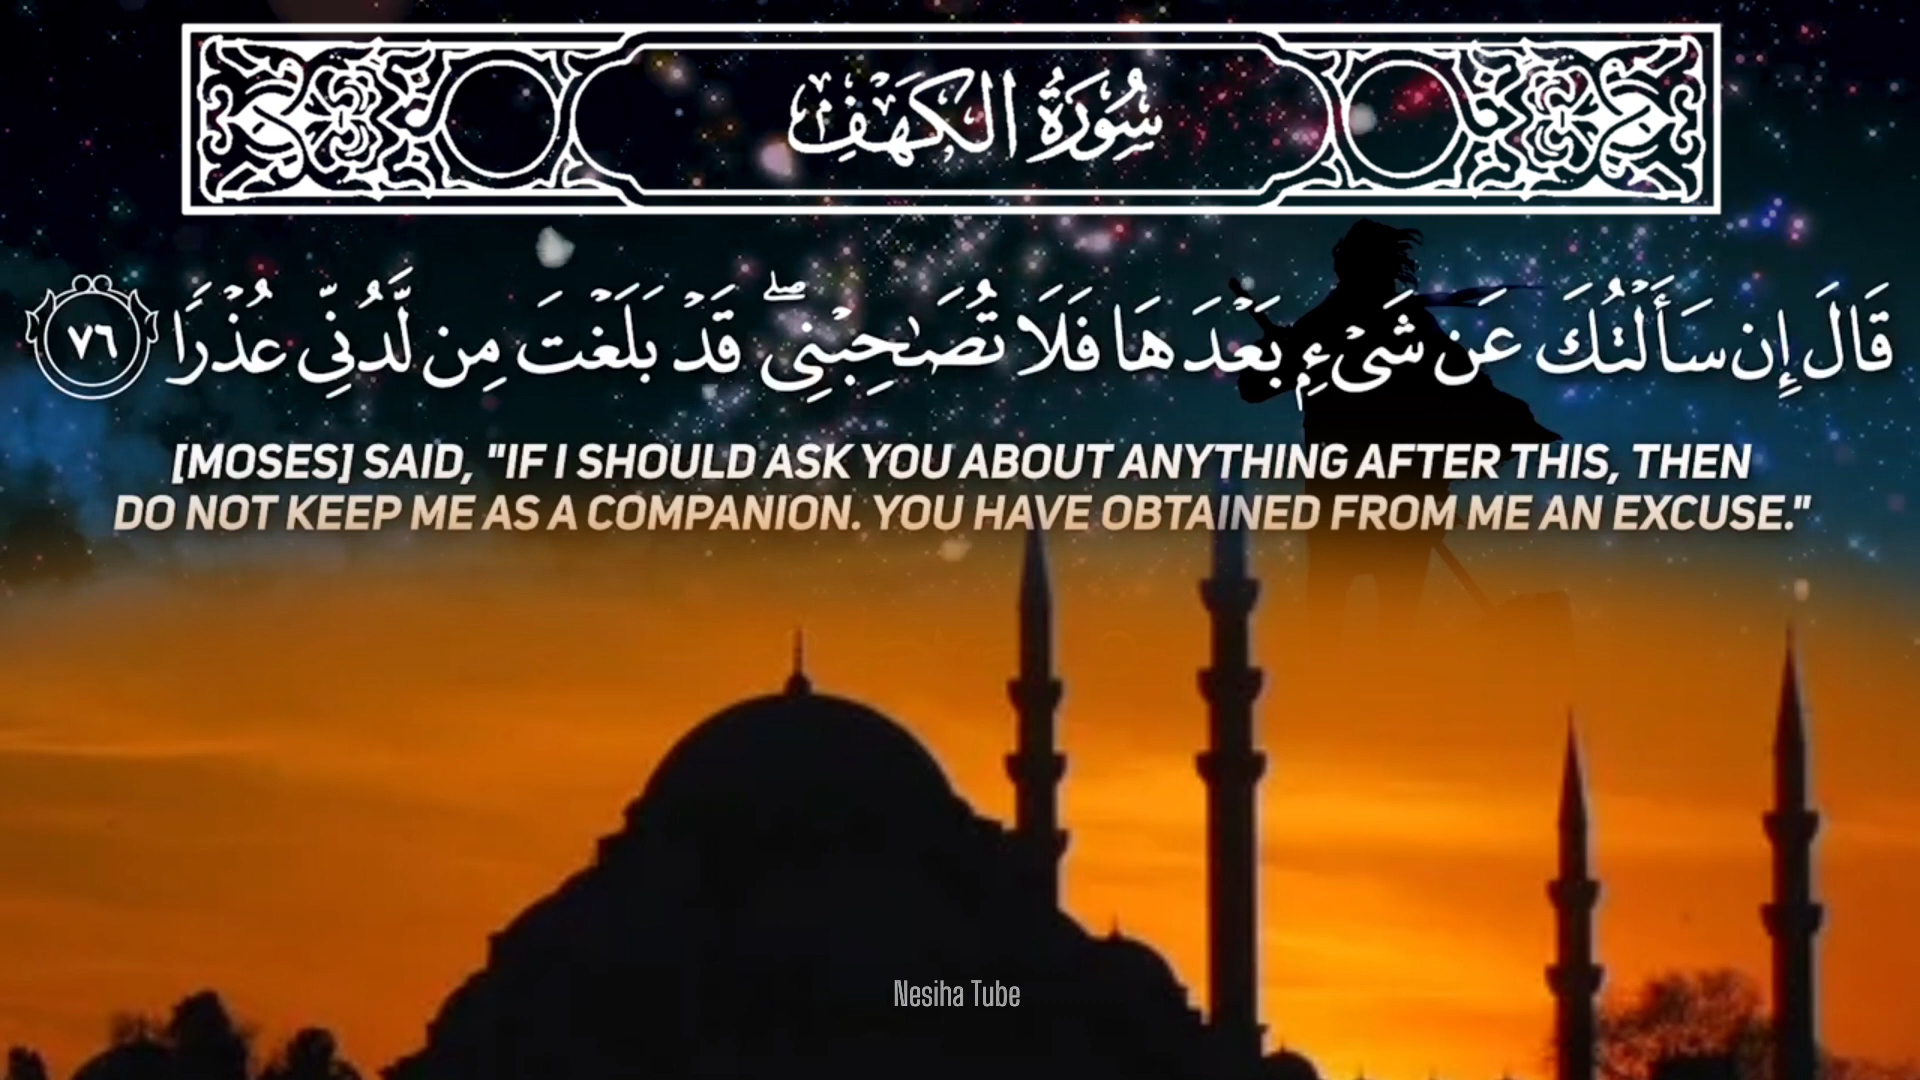 سُورَةُ الكَهَفِ
قَالَ إِن سَأَلْتُكَ عَن شَىْءٍۭ بَعْدَهَا فَلَا تُصَـٰحِبْنِى ۖ قَدْ بَلَغْتَ مِن لَّدُنِّى عُذْرًا ٧٦
[MOSES] SAID, "IF I SHOULD ASK YOU ABOUT ANYTHING AFTER THIS, THEN
DO NOT KEEP ME AS A COMPANION. YOU HAVE OBTAINED FROM ME AN EXCUSE."
Nesiha Tube